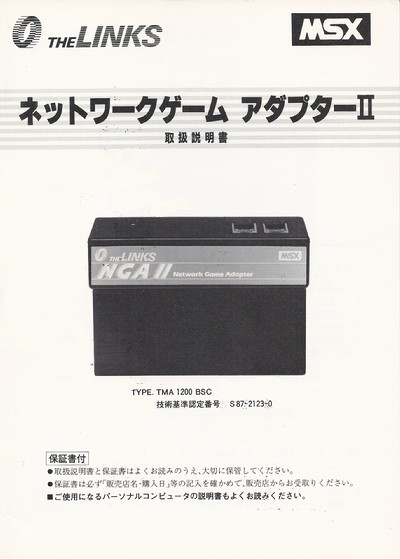 THE LINKS
MSX
ネットワークゲーム アダプターII
取扱説明書
THE LINKS
MSX
NGA II Network Game Adapter
TYPE. TMA 1200 BSC
技術基準認定番号 S87-2123-0
保証書付
●取扱説明書と保証書はよくお読みのうえ、大切に保管してください。
●保証書は必ず「販売店名・購入日」等の記入を確かめて、販売店からお受取りください。
■ご使用になるパーソナルコンピュータの説明書もよくお読みください。